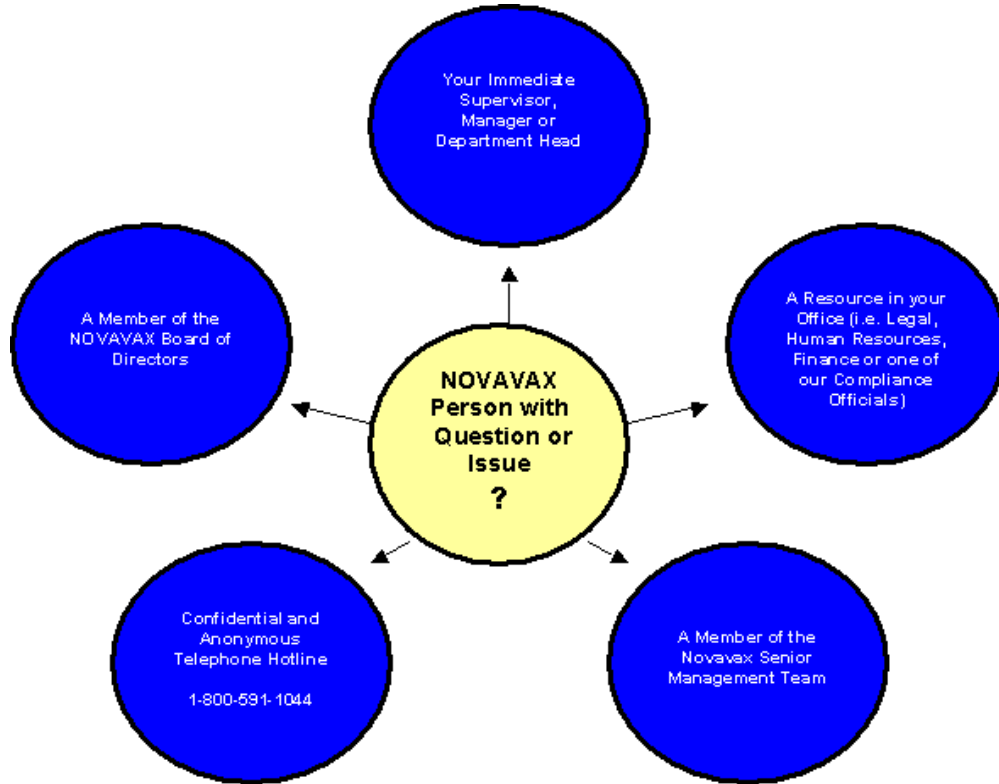 Your Immediate
Supervisor,
Manager or
Department Head
A Member of the
NOVAVAX Board of
Directors
A Resource in your
Office (i.e. Legal,
Human Resources,
Finance or one of
our Compliance
Officials)
NOVAVAX
Person with
Question or
Issue
?
Confidential and
Anonymous
Telephone Hotline
1-800-591-1044
A Member of the
Novavax Senior
Management Team